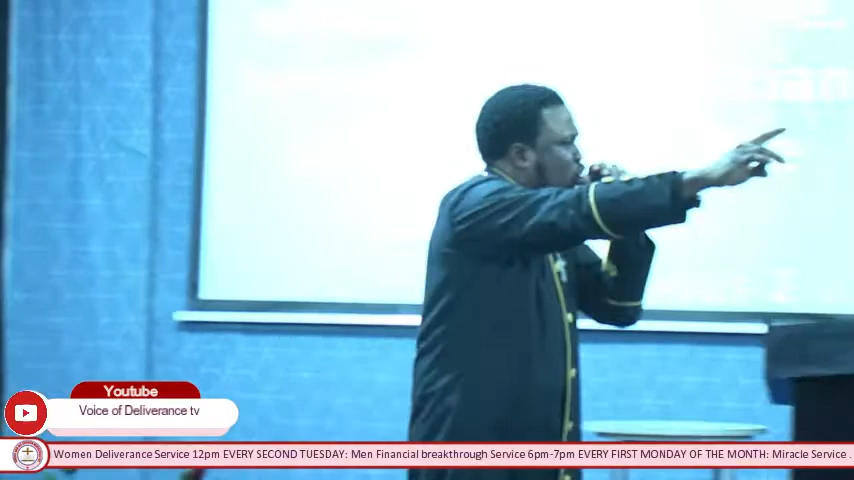 Youtube
Voice of Deliverance tv
Women Deliverance Service 12pm EVERY SECOND TUESDAY: Men Financial breakthrough Service 6pm-7pm EVERY FIRST MONDAY OF THE MONTH: Miracle Service .